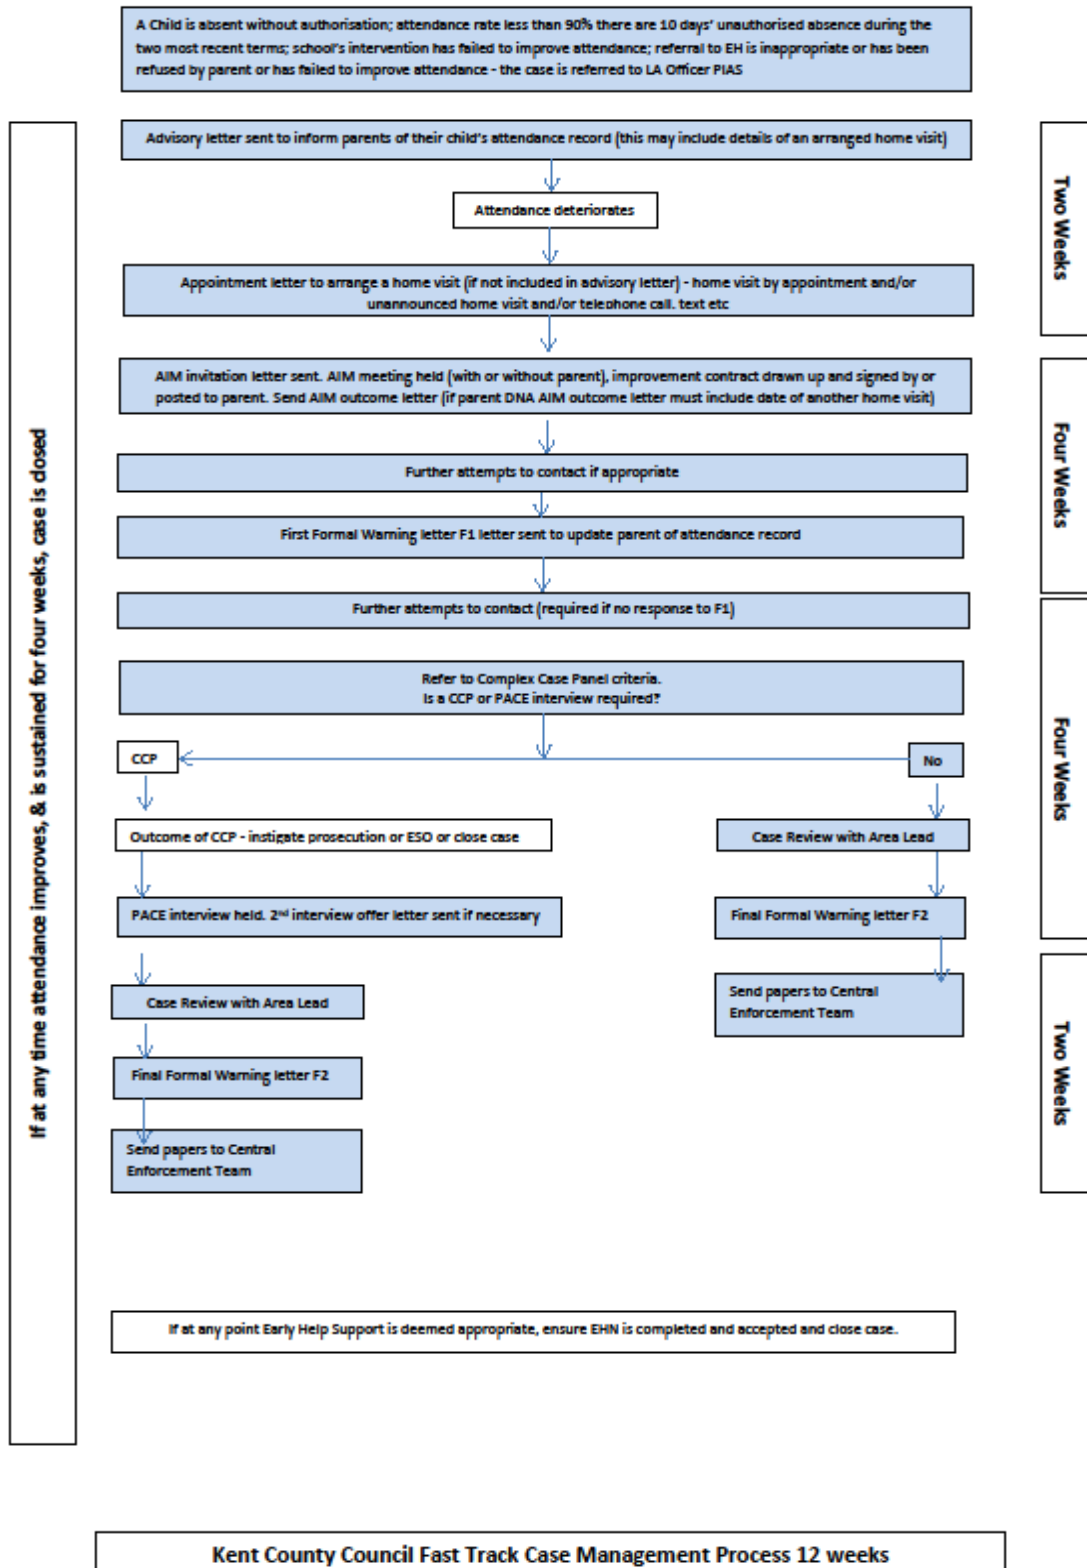 A Child is absent without authorisation; attendance rate less than 90% there are 10 days' unauthorised absence during the
two most recent terms; school's intervention has failed to improve attendance; referral to EH is inappropriate or has been
refused by parent or has failed to improve attendance - the case is referred to LA Officer PIAS
If at any time attendance improves, & is sustained for four weeks, case is closed
Advisory letter sent to inform parents of their child's attendance record (this may include details of an arranged home visit)
Two Weeks
Attendance deteriorates
Appointment letter to arrange a home visit (if not included in advisory letter) - home visit by appointment and/or
unannounced home visit and/or telephone call. text etc
AIM invitation letter sent. AIM meeting held (with or without parent), improvement contract drawn up and signed by or
posted to parent. Send AIM outcome letter (if parent DNA AIM outcome letter must include date of another home visit)
Four Weeks
Further attempts to contact if appropriate
First Formal Warning letter F1 letter sent to update parent of attendance record
Further attempts to contact (required if no response to F1)
Four Weeks
Refer to Complex Case Panel criteria.
Is a CCP or PACE interview required?
CCP
No
Outcome of CCP - instigate prosecution or ESO or close case
Case Review with Area Lead
PACE interview held. 2nd interview offer letter sent if necessary
Final Formal Warning letter F2
Two Weeks
Case Review with Area Lead
Send papers to Central
Enforcement Team
Final Formal Warning letter F2
Send papers to Central
Enforcement Team
If at any point Early Help Support is deemed appropriate, ensure EHN is completed and accepted and close case.
Kent County Council Fast Track Case Management Process 12 weeks